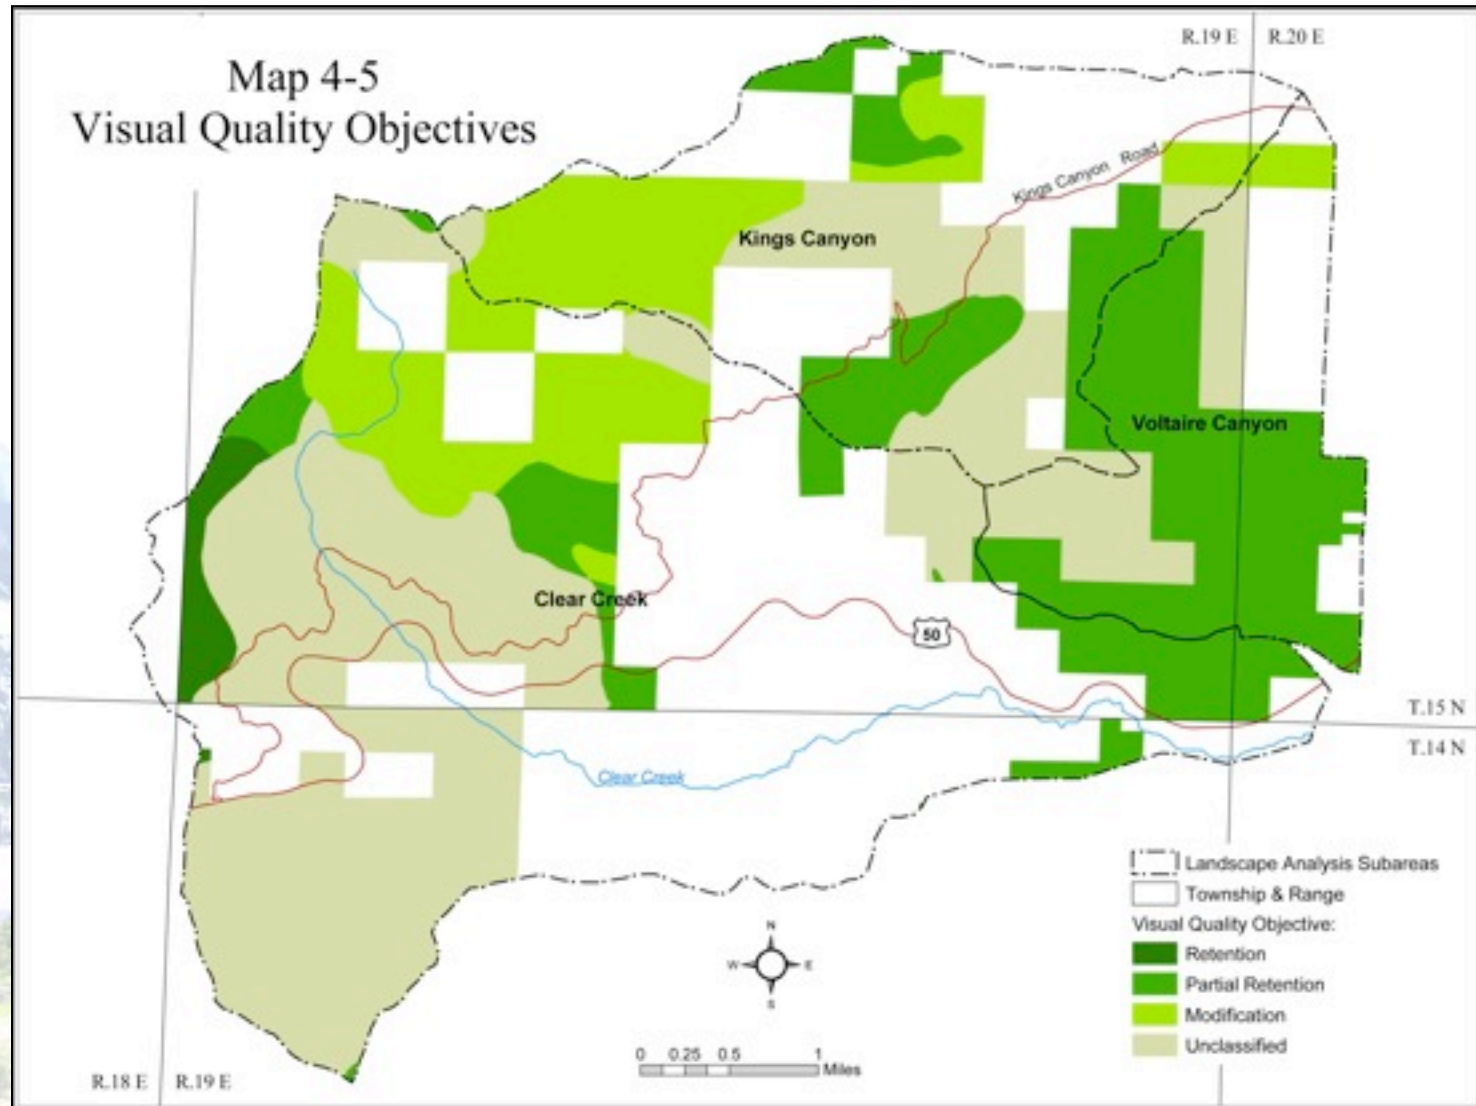 Map 4-5
Visual Quality Objectives
R.19 E
R.20 E
Kings Canyon Road
Kings Canyon
Voltaire Canyon
Clear Creek
50
Clear Creek
T.15 N
T.14 N
Landscape Analysis Subareas
Township & Range
Visual Quality Objective:
Retention
Partial Retention
Modification
Unclassified
N
W
E
S
0 0.25 0.5 1
Miles
R.18 E
R.19 E